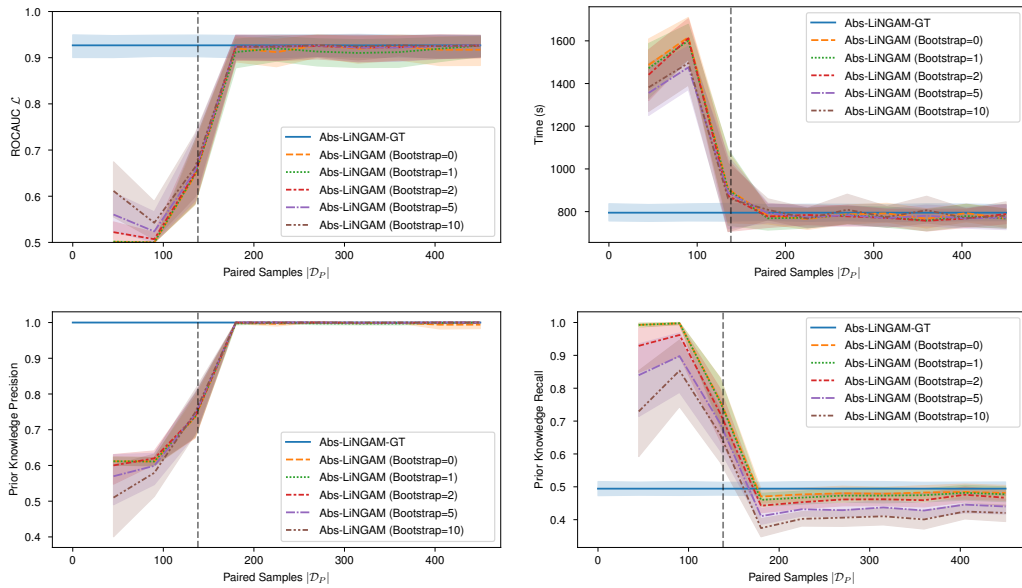 ROCAUC ℒ
0.9
0.8
0.7
0.6
0.5
0
100
200
300
400
Paired Samples |𝒟_P|
Abs-LiNGAM-GT
Abs-LiNGAM (Bootstrap=0)
Abs-LiNGAM (Bootstrap=1)
Abs-LiNGAM (Bootstrap=2)
Abs-LiNGAM (Bootstrap=5)
Abs-LiNGAM (Bootstrap=10)
Time (s)
1600
1400
1200
1000
800
0
100
200
300
400
Paired Samples |𝒟_P|
Abs-LiNGAM-GT
Abs-LiNGAM (Bootstrap=0)
Abs-LiNGAM (Bootstrap=1)
Abs-LiNGAM (Bootstrap=2)
Abs-LiNGAM (Bootstrap=5)
Abs-LiNGAM (Bootstrap=10)
Prior Knowledge Precision
1.0
0.9
0.8
0.7
0.6
0.5
0.4
0
100
200
300
400
Paired Samples |𝒟_P|
Abs-LiNGAM-GT
Abs-LiNGAM (Bootstrap=0)
Abs-LiNGAM (Bootstrap=1)
Abs-LiNGAM (Bootstrap=2)
Abs-LiNGAM (Bootstrap=5)
Abs-LiNGAM (Bootstrap=10)
Prior Knowledge Recall
1.0
0.9
0.8
0.7
0.6
0.5
0.4
0
100
200
300
400
Paired Samples |𝒟_P|
Abs-LiNGAM-GT
Abs-LiNGAM (Bootstrap=0)
Abs-LiNGAM (Bootstrap=1)
Abs-LiNGAM (Bootstrap=2)
Abs-LiNGAM (Bootstrap=5)
Abs-LiNGAM (Bootstrap=10)